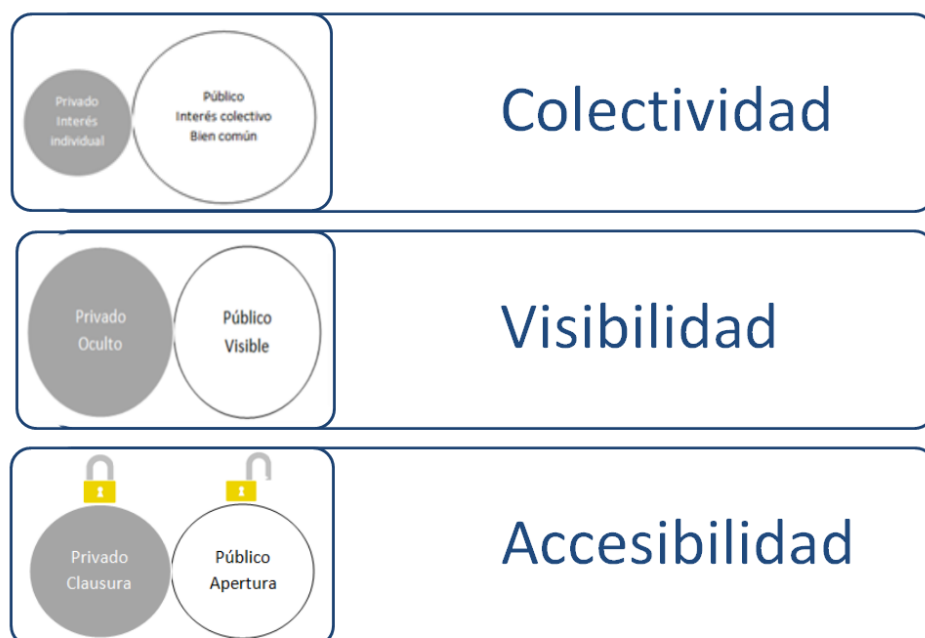 Privado
Interés
individual
Público
Interés colectivo
Bien común
Colectividad
Privado
Oculto
Público
Visible
Visibilidad
Privado
Clausura
Público
Apertura
Accesibilidad